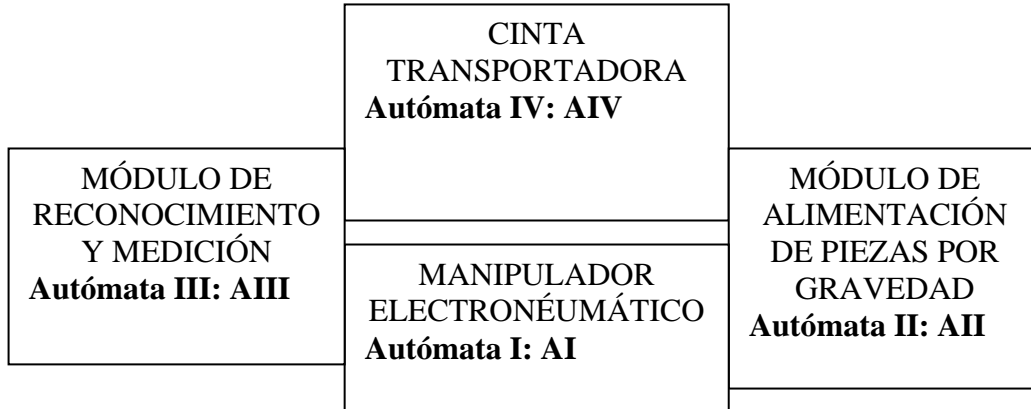 CINTA
TRANSPORTADORA
Autómata IV: AIV
MÓDULO DE
RECONOCIMIENTO
Y MEDICIÓN
Autómata III: AIII
MANIPULADOR
ELECTRONÉUMÁTICO
Autómata I: AI
MÓDULO DE
ALIMENTACIÓN
DE PIEZAS POR
GRAVEDAD
Autómata II: AII